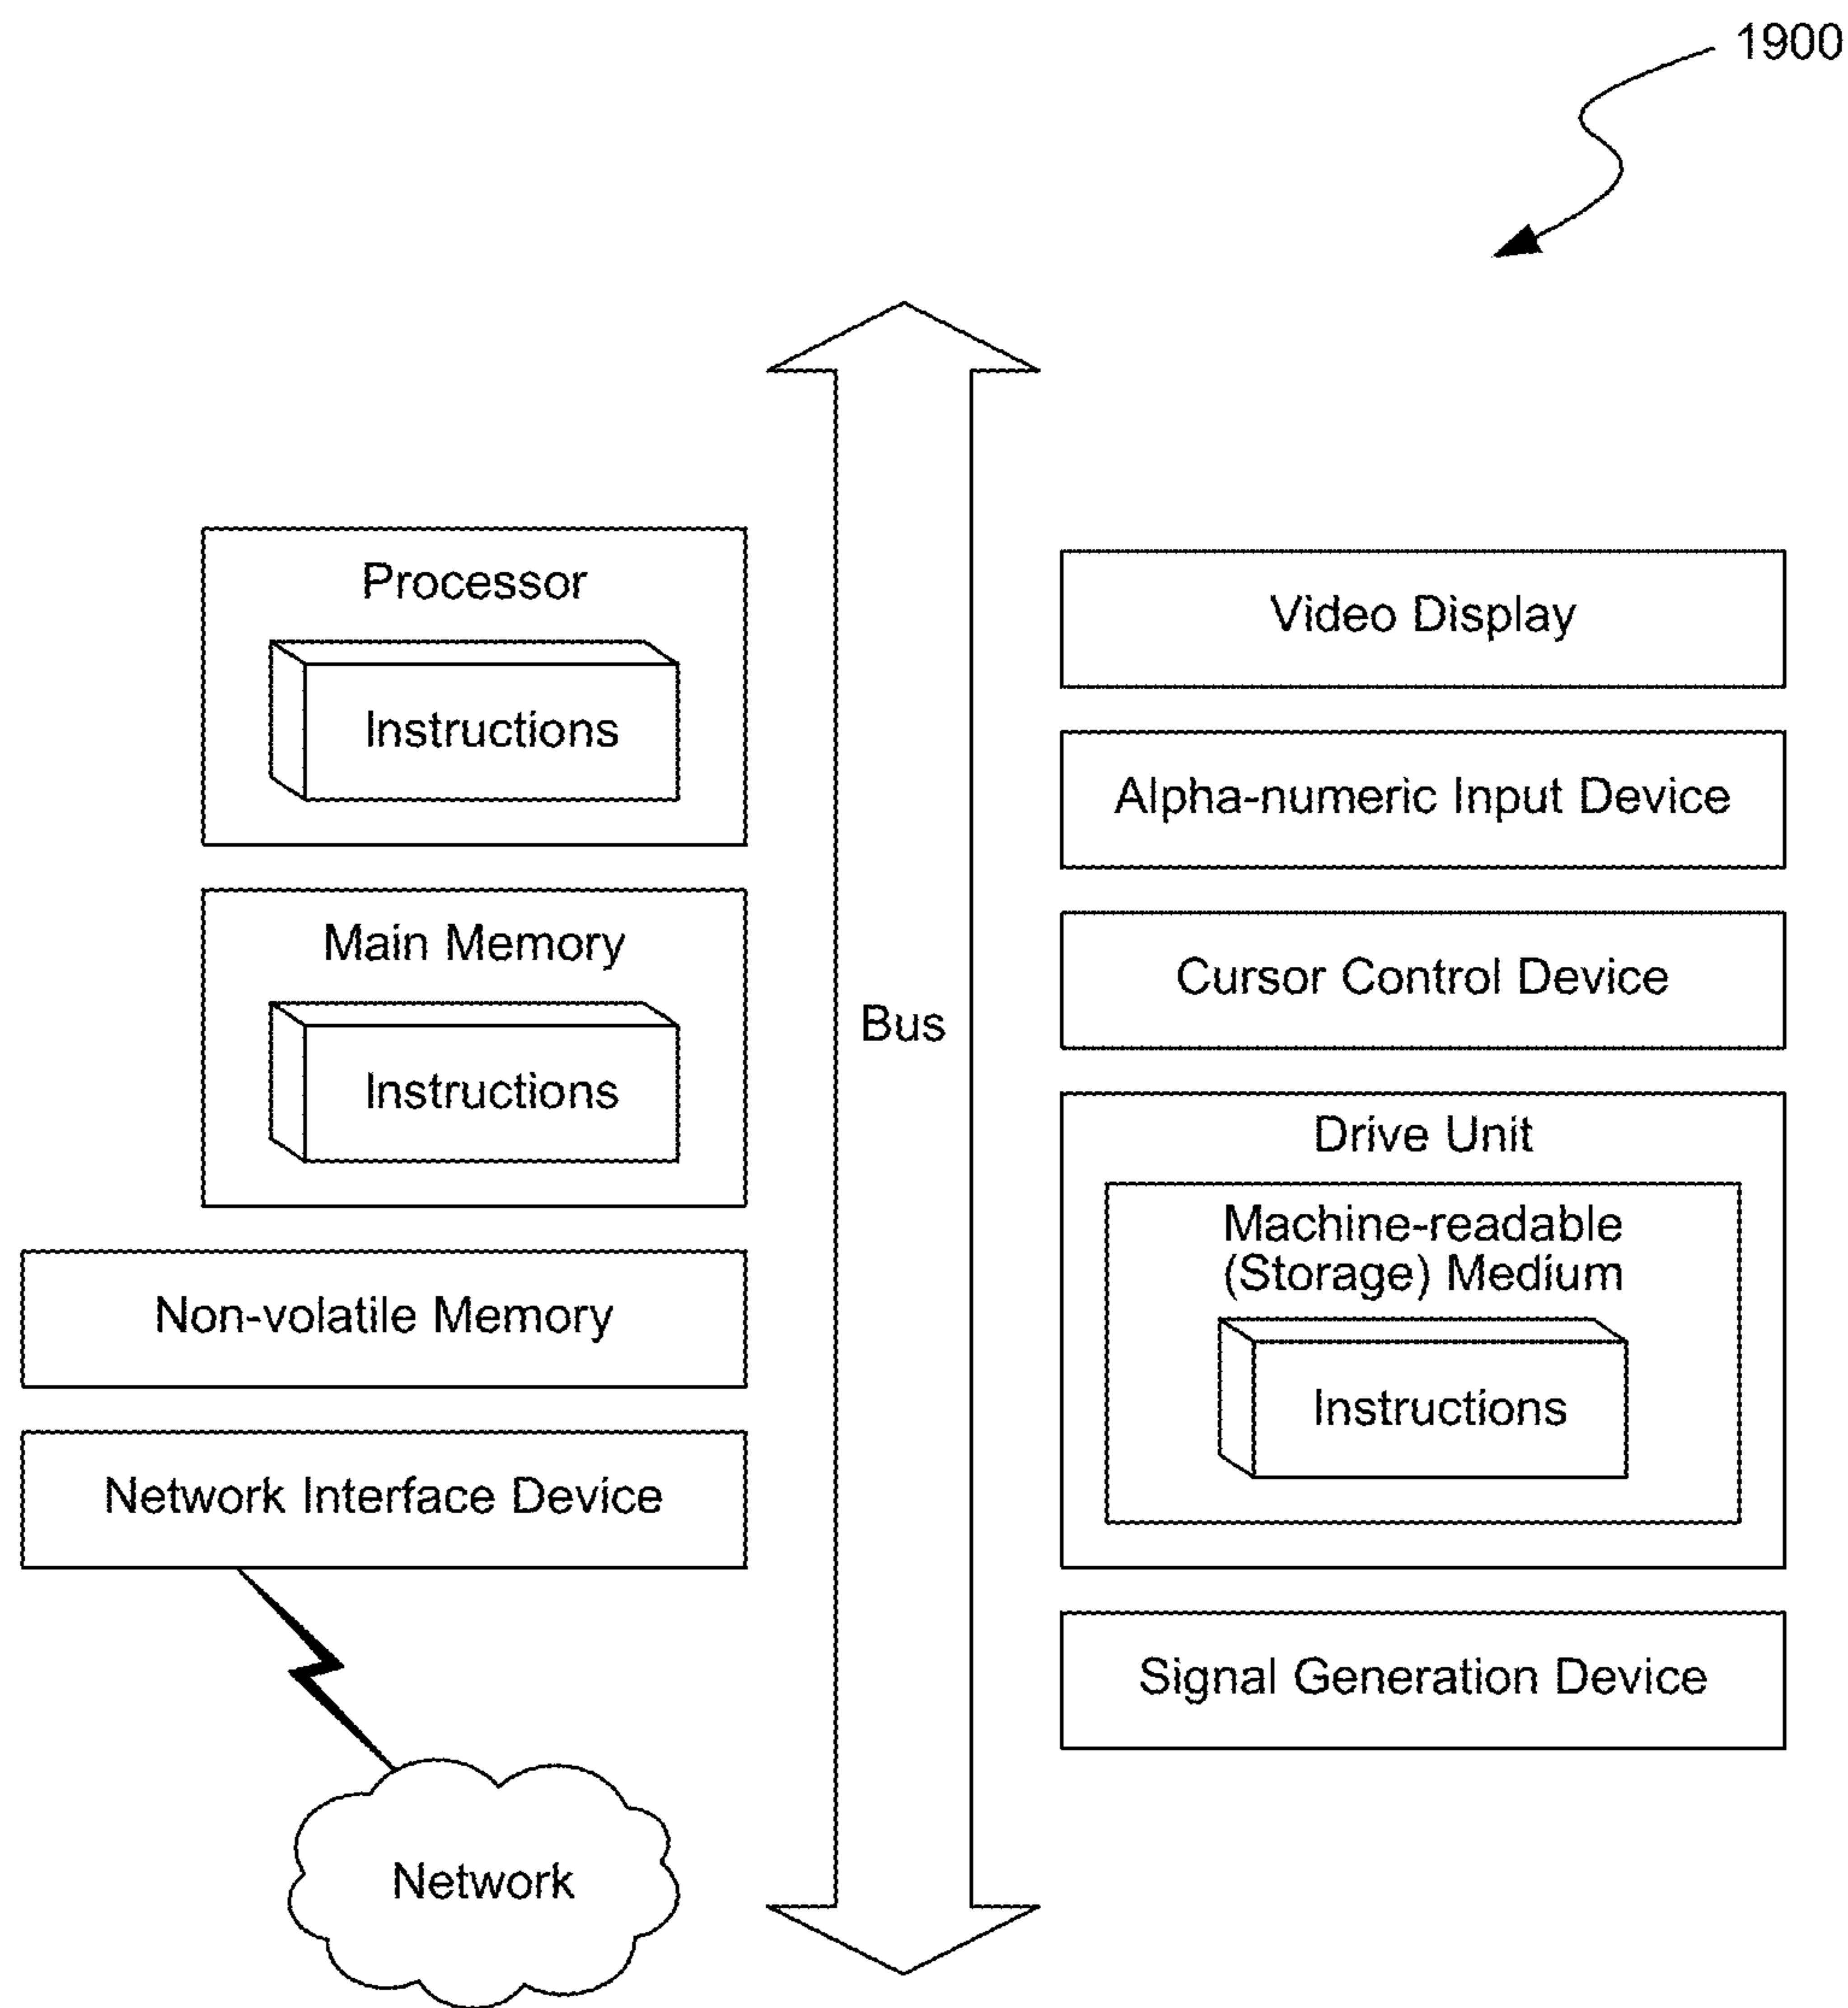 1900
Processor
Instructions
Main Memory
Instructions
Non-volatile Memory
Network Interface Device
Network
Bus
Video Display
Alpha-numeric Input Device
Cursor Control Device
Drive Unit
Machine-readable
(Storage) Medium
Instructions
Signal Generation Device